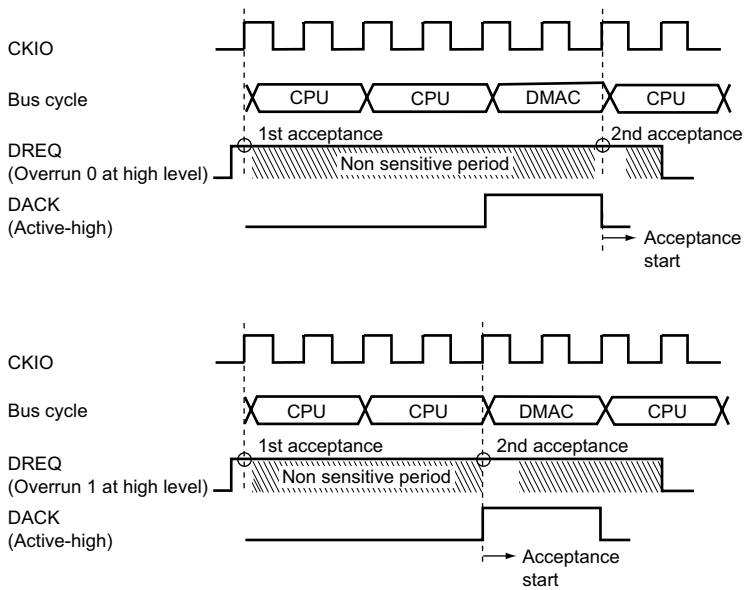 CKIO
Bus cycle
CPU CPU DMAC CPU
1st acceptance 2nd acceptance
DREQ
(Overrun 0 at high level)
Non sensitive period
DACK
(Active-high)
Acceptance
start
CKIO
Bus cycle
CPU CPU DMAC CPU
1st acceptance 2nd acceptance
DREQ
(Overrun 1 at high level)
Non sensitive period
DACK
(Active-high)
Acceptance
start